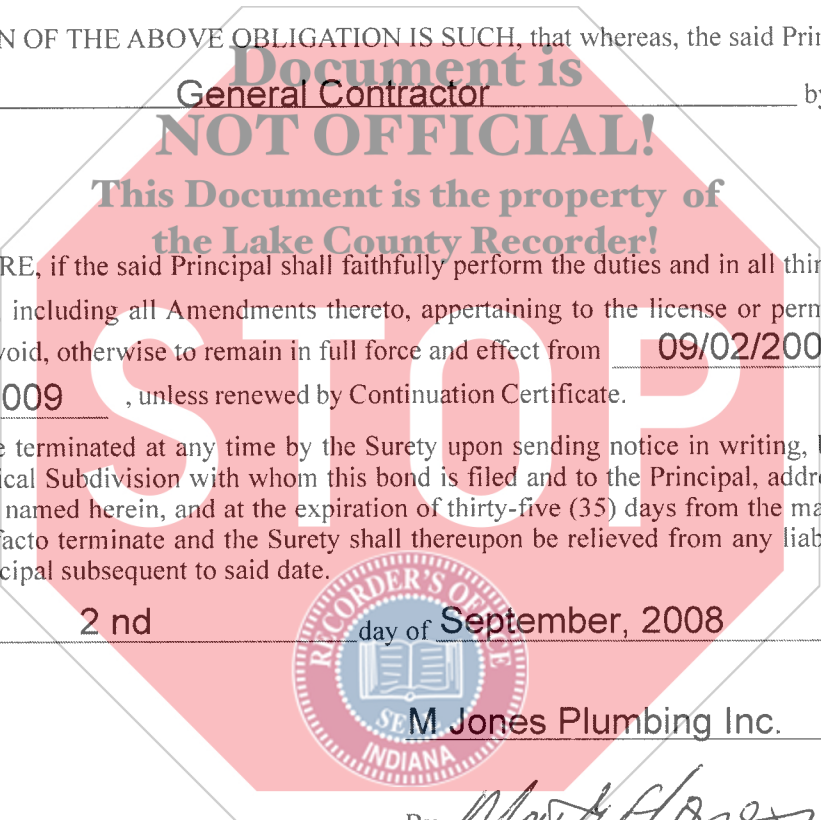 N OF THE ABOVE OBLIGATION IS SUCH, that whereas, the said Prin
Document is
General Contractor by
NOT OFFICIAL!
This Document is the property of
the Lake County Recorder!
RE, if the said Principal shall faithfully perform the duties and in all thin
including all Amendments thereto, appertaining to the license or perm
void, otherwise to remain in full force and effect from 09/02/200
009 , unless renewed by Continuation Certificate.
STOP
e terminated at any time by the Surety upon sending notice in writing, b
ical Subdivision with whom this bond is filed and to the Principal, addre
named herein, and at the expiration of thirty-five (35) days from the ma
facto terminate and the Surety shall thereupon be relieved from any liab
cipal subsequent to said date.
RECORDER'S OFFICE
2 nd day of September, 2008
M Jones Plumbing Inc.
SEAL
INDIANA
By